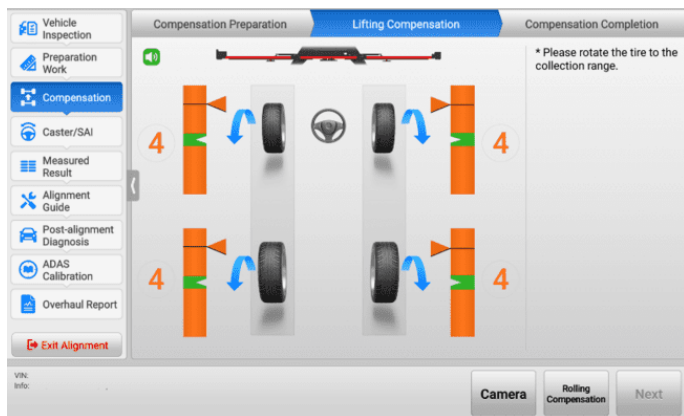 Vehicle
Inspection
Preparation
Work
Compensation
Caster/SAI
Measured
Result
Alignment
Guide
Post-alignment
Diagnosis
ADAS
Calibration
Overhaul Report
Exit Alignment
Compensation Preparation
Lifting Compensation
Compensation Completion
* Please rotate the tire to the
collection range.
4
4
4
4
VIN:
Info:
Camera
Rolling
Compensation
Next